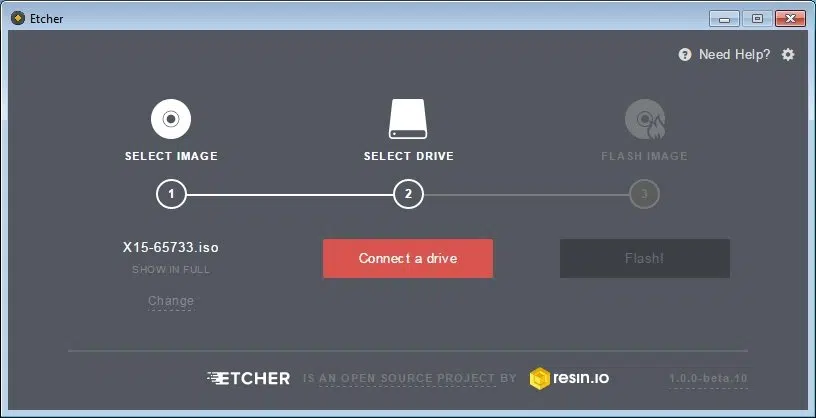 Etcher
Need Help?
SELECT IMAGE
SELECT DRIVE
FLASH IMAGE
1
2
3
X15-65733.iso
Connect a drive
Flash!
SHOW IN FULL
Change
ETCHER IS AN OPEN SOURCE PROJECT BY resin.io 1.0.0-beta.10